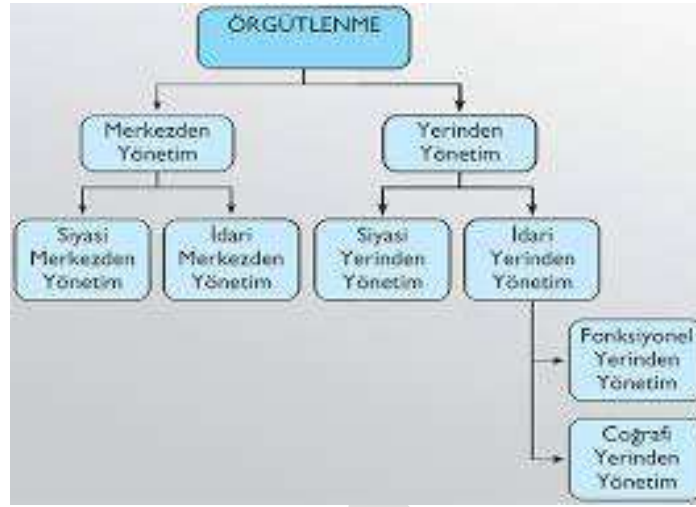 ÖRGÜTLENME
Merkezden
Yönetim
Yerinden
Yönetim
Siyasi
Merkezden
Yönetim
İdari
Merkezden
Yönetim
Siyasi
Yerinden
Yönetim
İdari
Yerinden
Yönetim
Fonksiyonel
Yerinden
Yönetim
Coğrafi
Yerinden
Yönetim